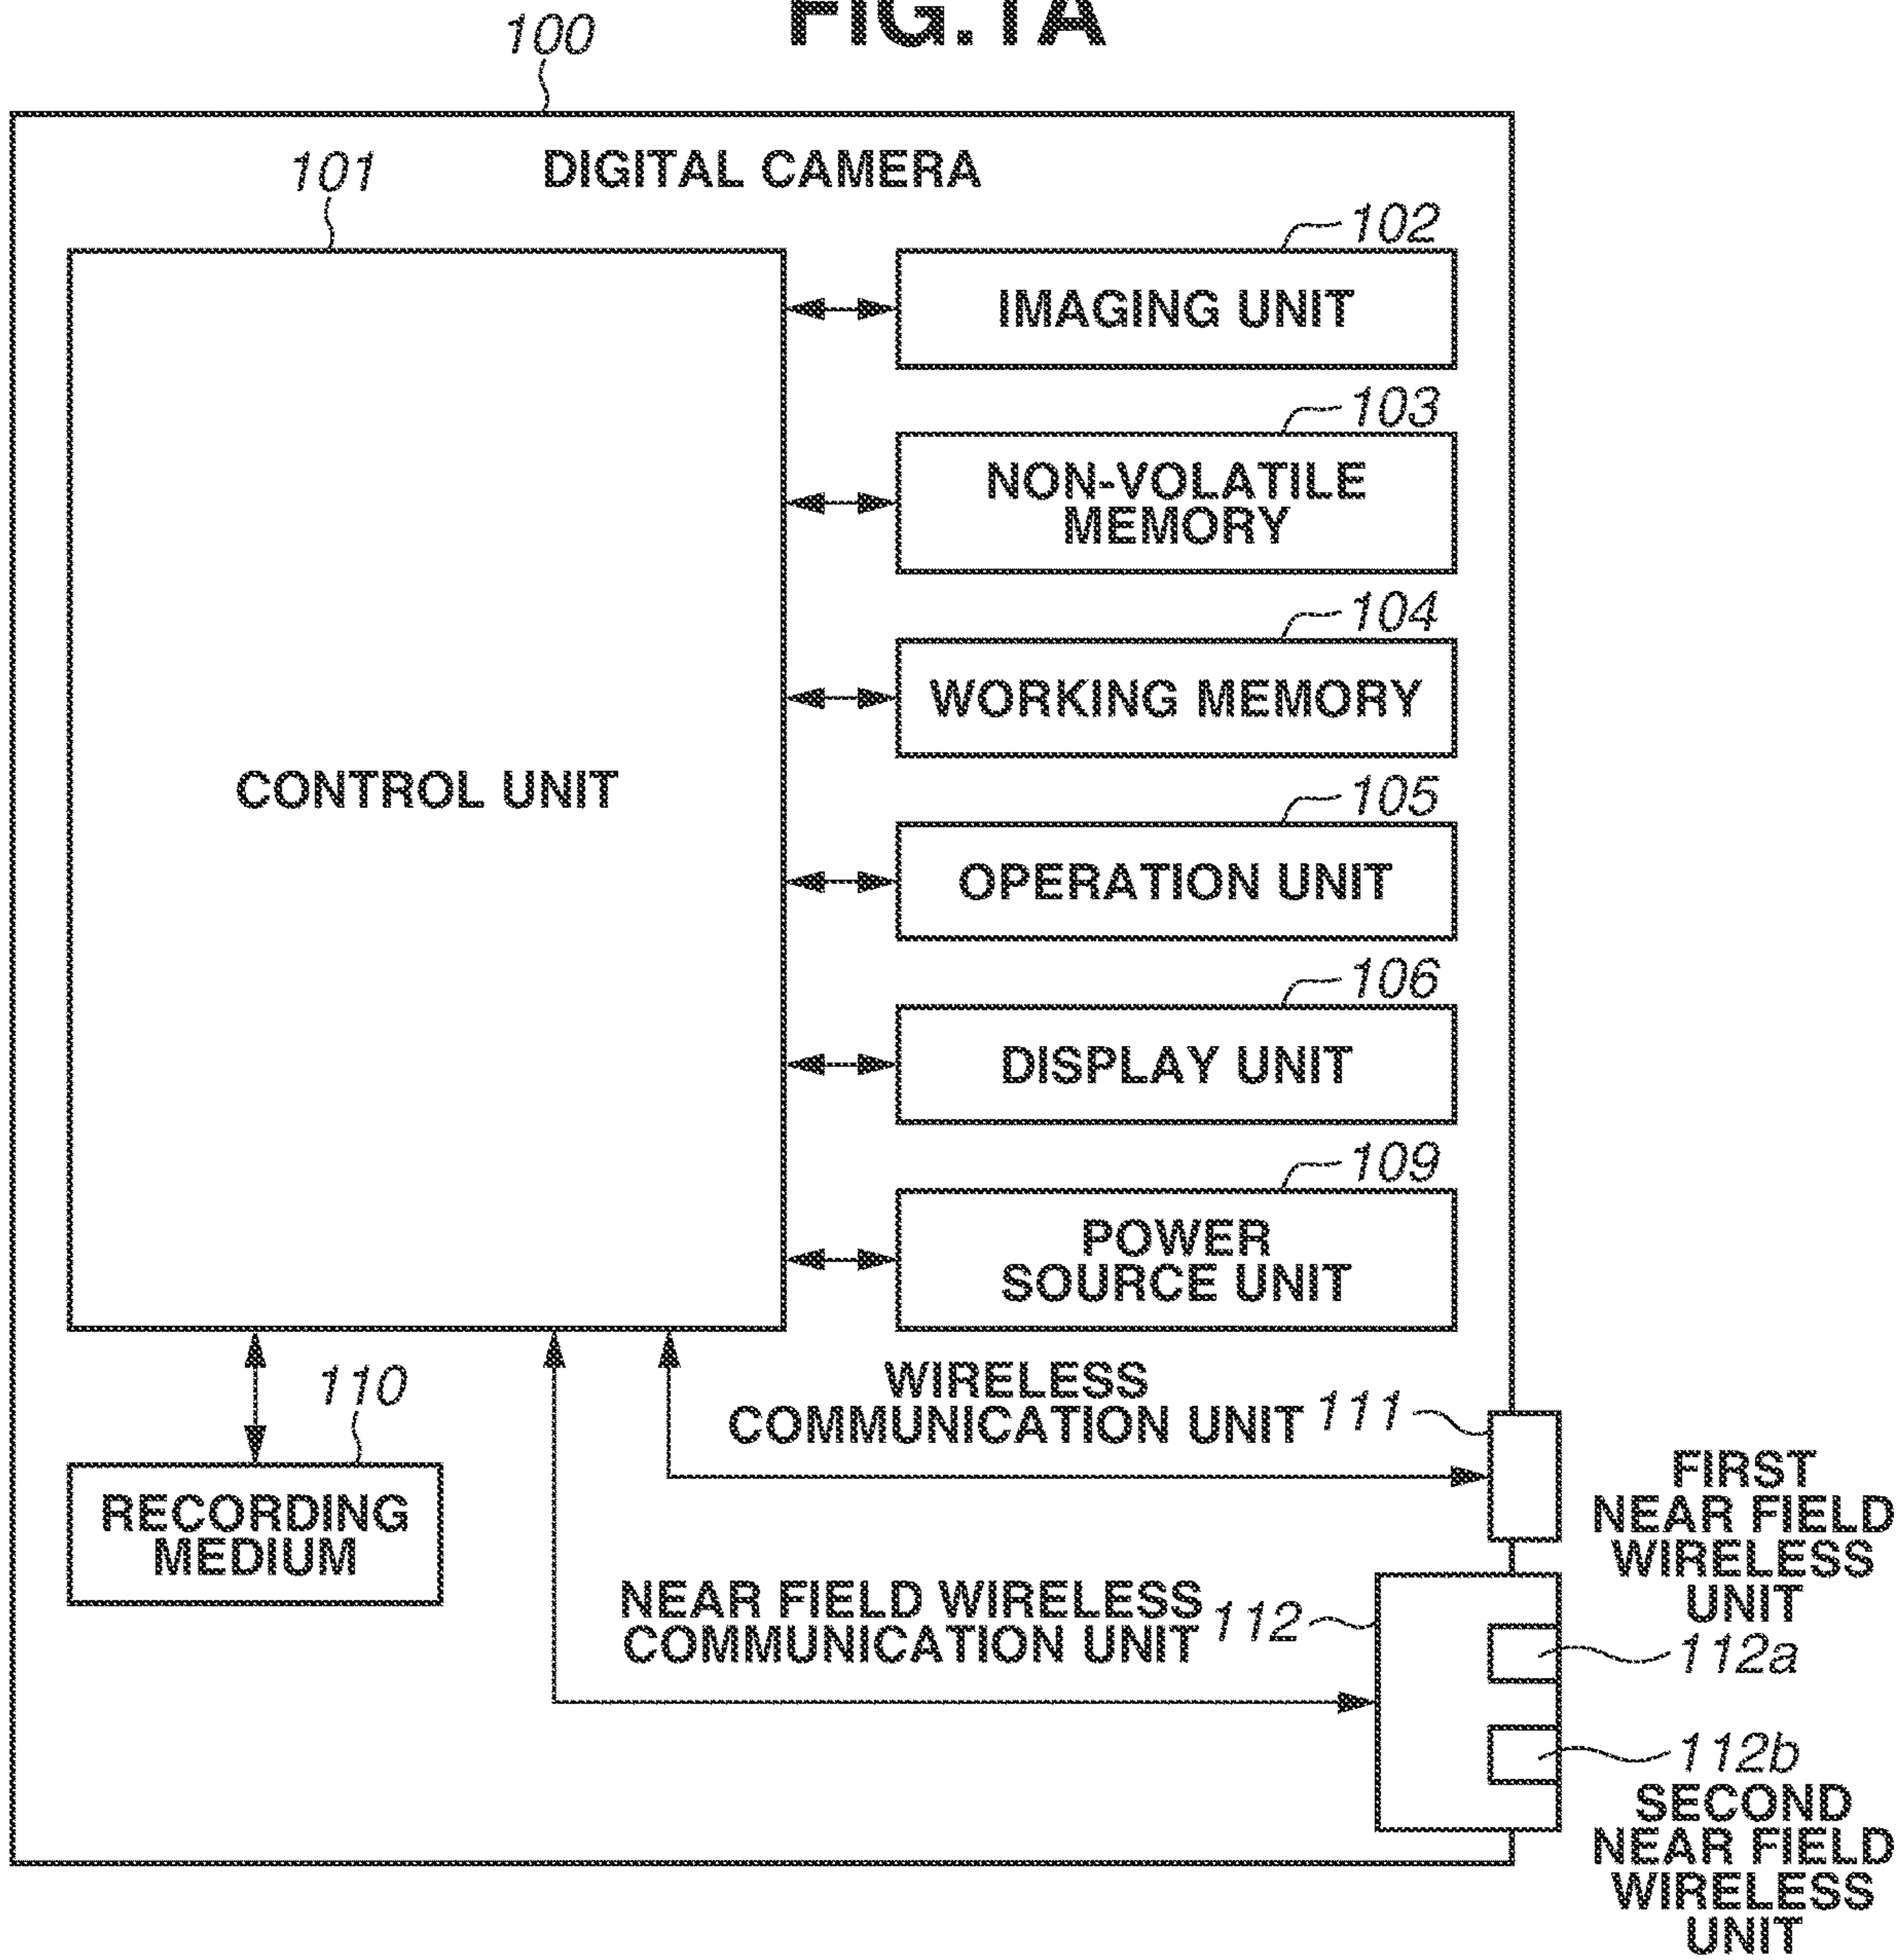 FIG.1A
100
DIGITAL CAMERA
101
102
IMAGING UNIT
103
NON-VOLATILE
MEMORY
104
WORKING MEMORY
CONTROL UNIT
105
OPERATION UNIT
106
DISPLAY UNIT
109
POWER
SOURCE UNIT
110
RECORDING
MEDIUM
WIRELESS
COMMUNICATION UNIT
111
FIRST
NEAR FIELD
WIRELESS
UNIT
NEAR FIELD WIRELESS
COMMUNICATION UNIT
112
112a
112b
SECOND
NEAR FIELD
WIRELESS
UNIT